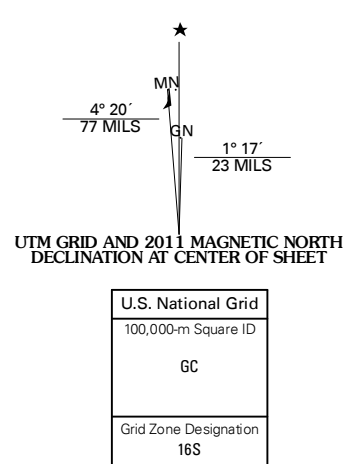 ★
MN
4° 20´
77 MILS
GN
1° 17´
23 MILS
UTM GRID AND 2011 MAGNETIC NORTH
DECLINATION AT CENTER OF SHEET
U.S. National Grid
100,000-m Square ID
GC
Grid Zone Designation
16S